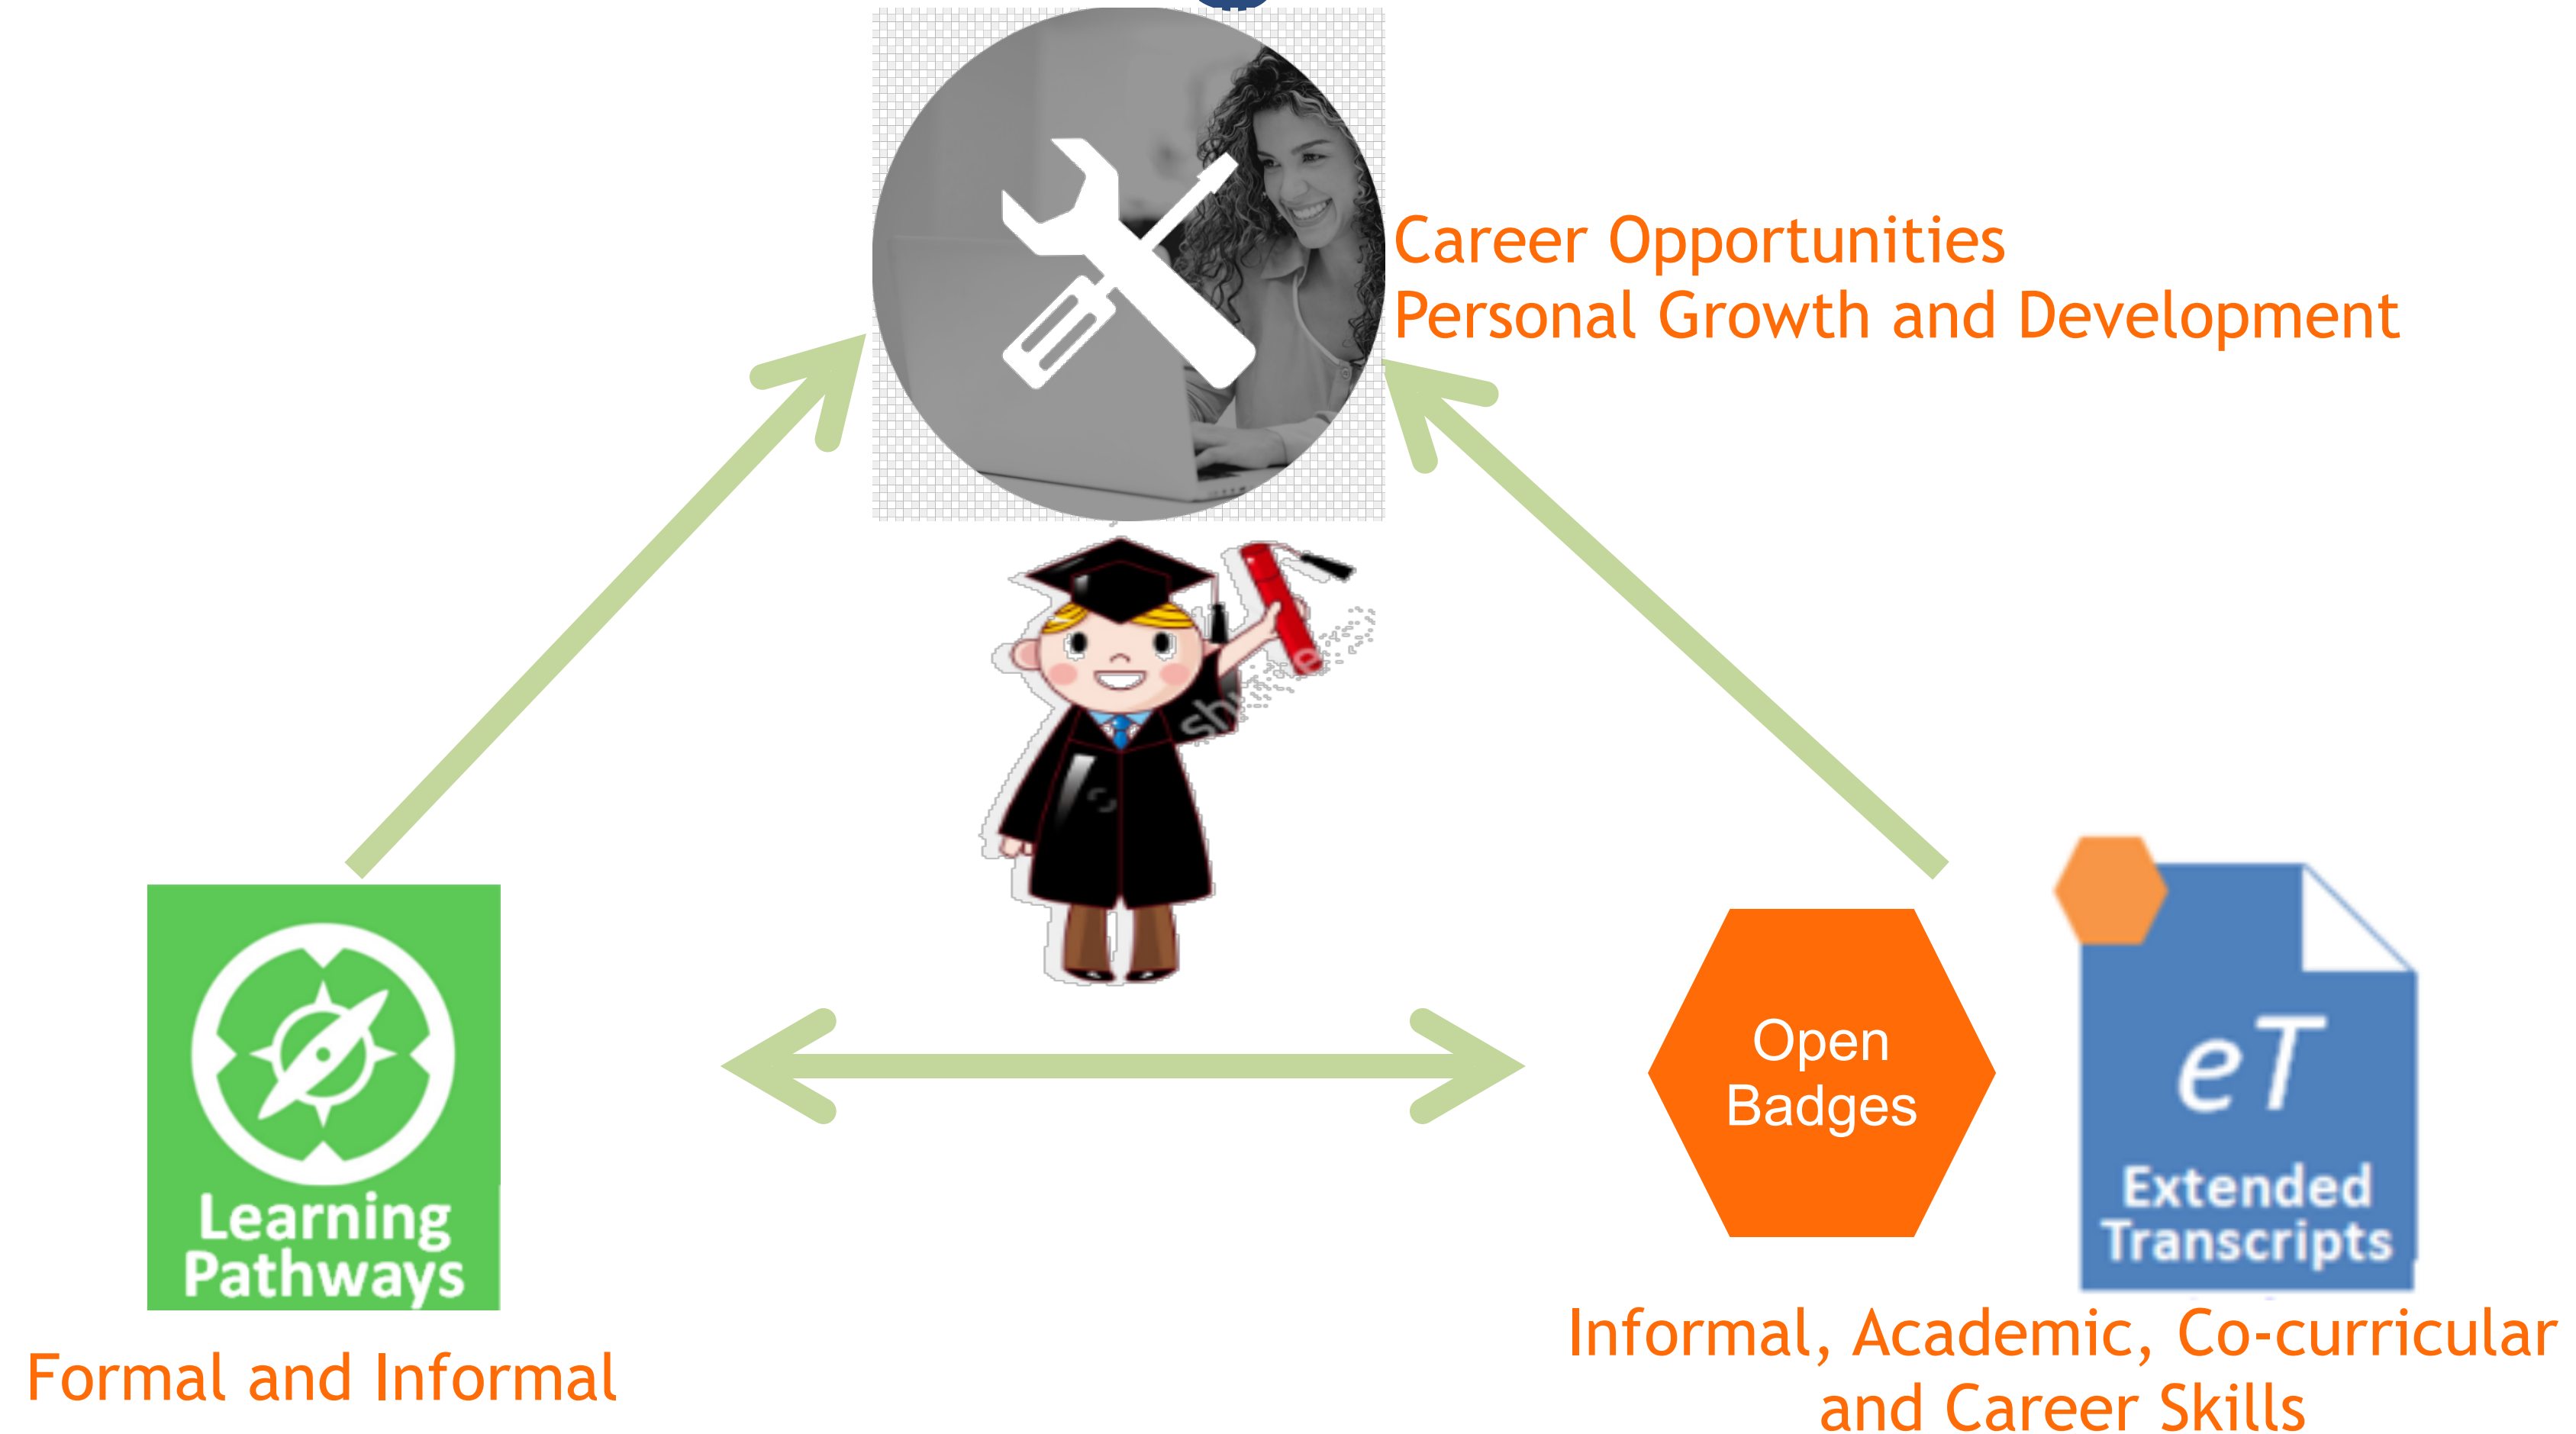 Career Opportunities
Personal Growth and Development
Learning
Pathways
Formal and Informal
Open
Badges
eT
Extended
Transcripts
Informal, Academic, Co-curricular
and Career Skills